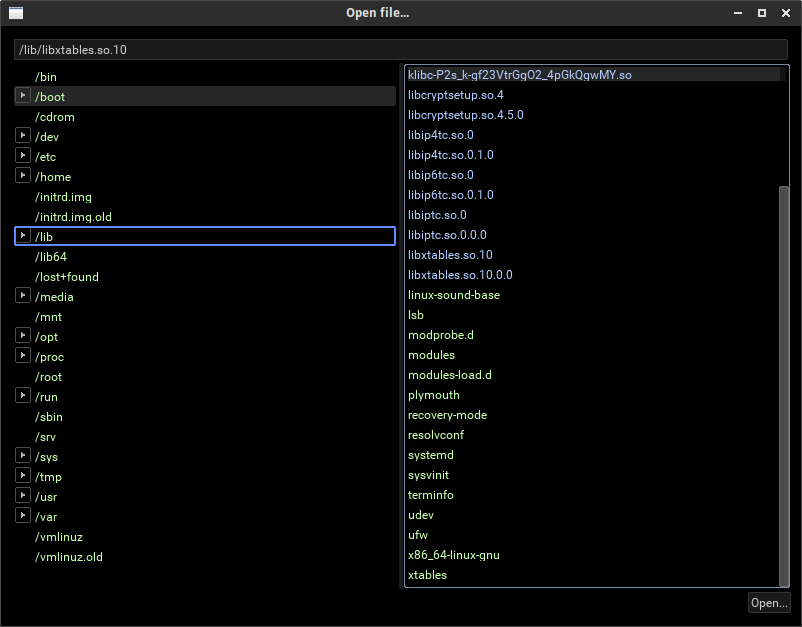 Open file...
/lib/libxtables.so.10
/bin
/boot
/cdrom
/dev
/etc
/home
/initrd.img
/initrd.img.old
/lib
/lib64
/lost+found
/media
/mnt
/opt
/proc
/root
/run
/sbin
/srv
/sys
/tmp
/usr
/var
/vmlinuz
/vmlinuz.old
klibc-P2s_k-gf23VtrGgO2_4pGkQgwMY.so
libcryptsetup.so.4
libcryptsetup.so.4.5.0
libip4tc.so.0
libip4tc.so.0.1.0
libip6tc.so.0
libip6tc.so.0.1.0
libiptc.so.0
libiptc.so.0.0.0
libxtables.so.10
libxtables.so.10.0.0
linux-sound-base
lsb
modprobe.d
modules
modules-load.d
plymouth
recovery-mode
resolvconf
systemd
sysvinit
terminfo
udev
ufw
x86_64-linux-gnu
xtables
Open...